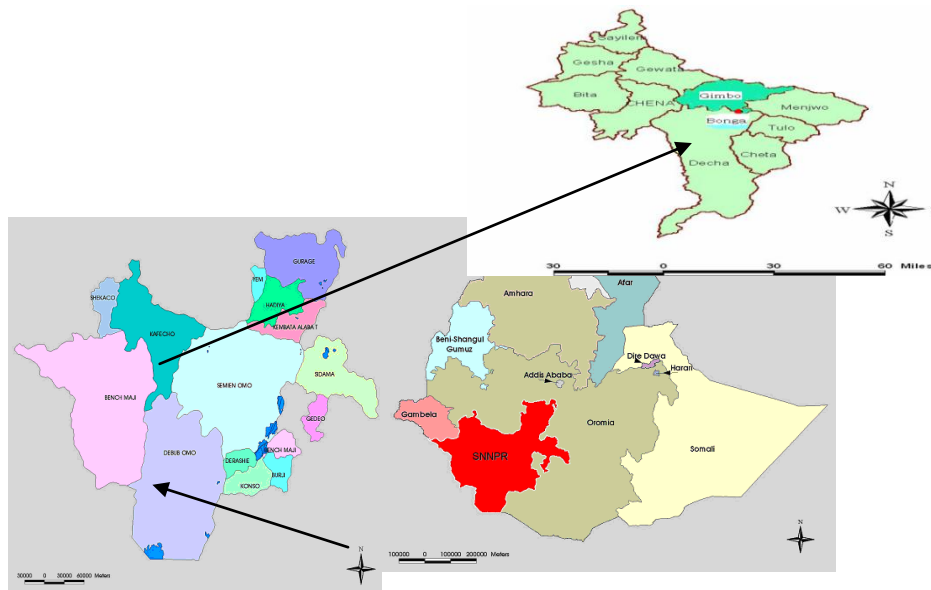 Sayilem
Gesha
Gewata
Bita
CHENA
Gimbo
Menjwo
Bonga
Tulo
Decha
Cheta
N
W
S
30 0 30 60 Miles
GURAGE
YEM
HADIYA
SHEKACO
KEMBATA ALABA T
KAFECHO
SIDAMA
SEMIEN OMO
BENCH MAJI
GEDEO
DEBUB OMO
BENCH MAJI
DERASHE
BURJI
KONSO
N
30000 0 30000 60000 Meters
Afar
Amhara
Beni-Shangul
Gumuz
Dire Dawa
Addis Ababa
Harari
Gambela
Oromia
Somali
SNNPR
N
100000 0 100000 200000 Meters